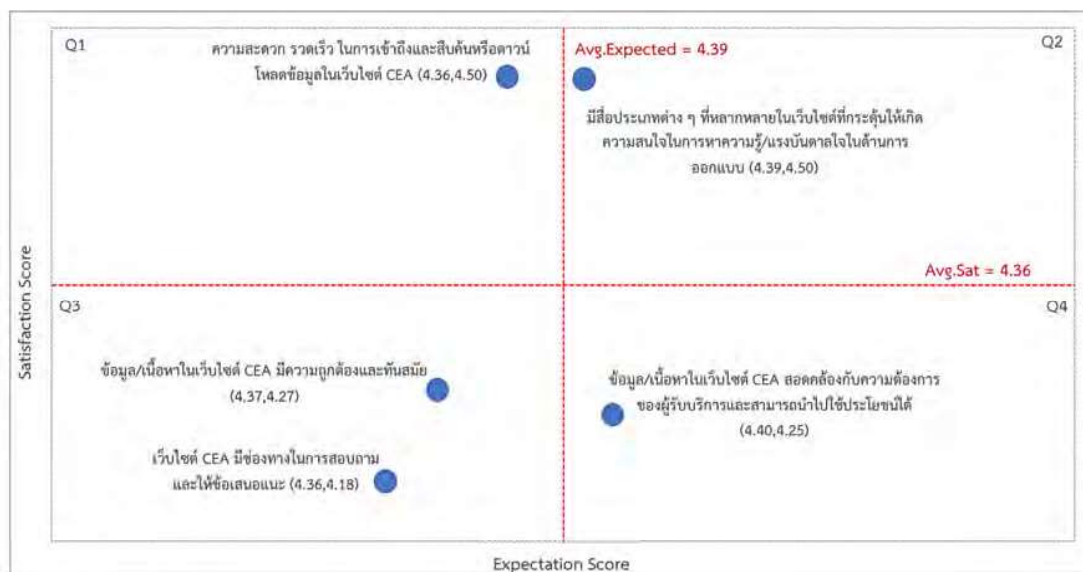 Q1
ความสะดวก รวดเร็ว ในการเข้าถึงและสืบค้นหรือดาวน์
โหลดข้อมูลในเว็บไซต์ CEA (4.36,4.50)
Avg.Expected = 4.39
Q2
มีสื่อประเภทต่าง ๆ ที่หลากหลายในเว็บไซต์ที่กระตุ้นให้เกิด
ความสนใจในการหาความรู้/แรงบันดาลใจในด้านการ
ออกแบบ (4.39,4.50)
Satisfaction Score
Avg.Sat = 4.36
Q3
Q4
ข้อมูล/เนื้อหาในเว็บไซต์ CEA มีความถูกต้องและทันสมัย
(4.37,4.27)
ข้อมูล/เนื้อหาในเว็บไซต์ CEA สอดคล้องกับความต้องการ
ของผู้รับบริการและสามารถนำไปใช้ประโยชน์ได้
(4.40,4.25)
เว็บไซต์ CEA มีช่องทางในการสอบถาม
และให้ข้อเสนอแนะ (4.36,4.18)
Expectation Score